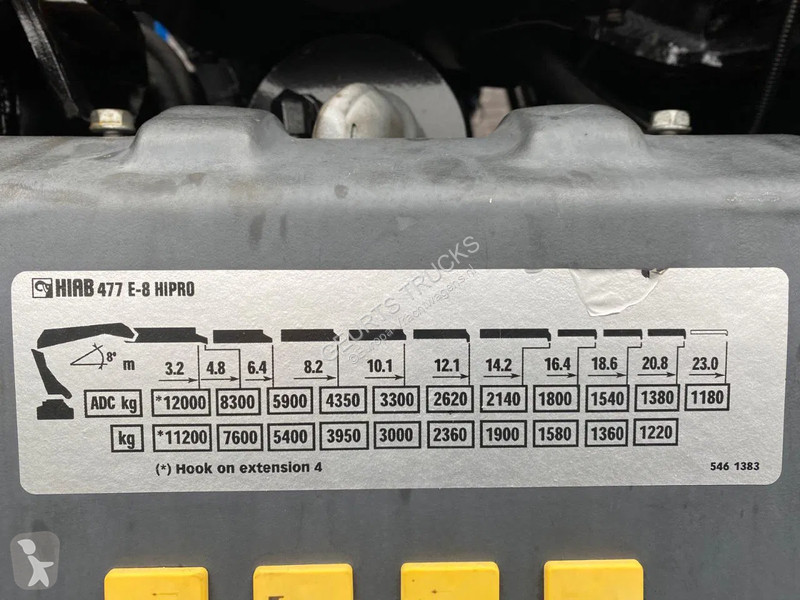 HIAB 477 E-8 HIPRO
8° m 3.2 4.8 6.4 8.2 10.1 12.1 14.2 16.4 18.6 20.8 23.0
ADC kg *12000 8300 5900 4350 3300 2620 2140 1800 1540 1380 1180
kg *11200 7600 5400 3950 3000 2360 1900 1580 1360 1220
(*) Hook on extension 4
546 1383
GEURTS TRUCKS